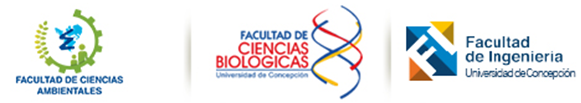 FACULTAD DE CIENCIAS
AMBIENTALES
FACULTAD DE
CIENCIAS
BIOLOGICAS
Universidad de Concepción
Facultad
de Ingeniería
Universidad de Concepción